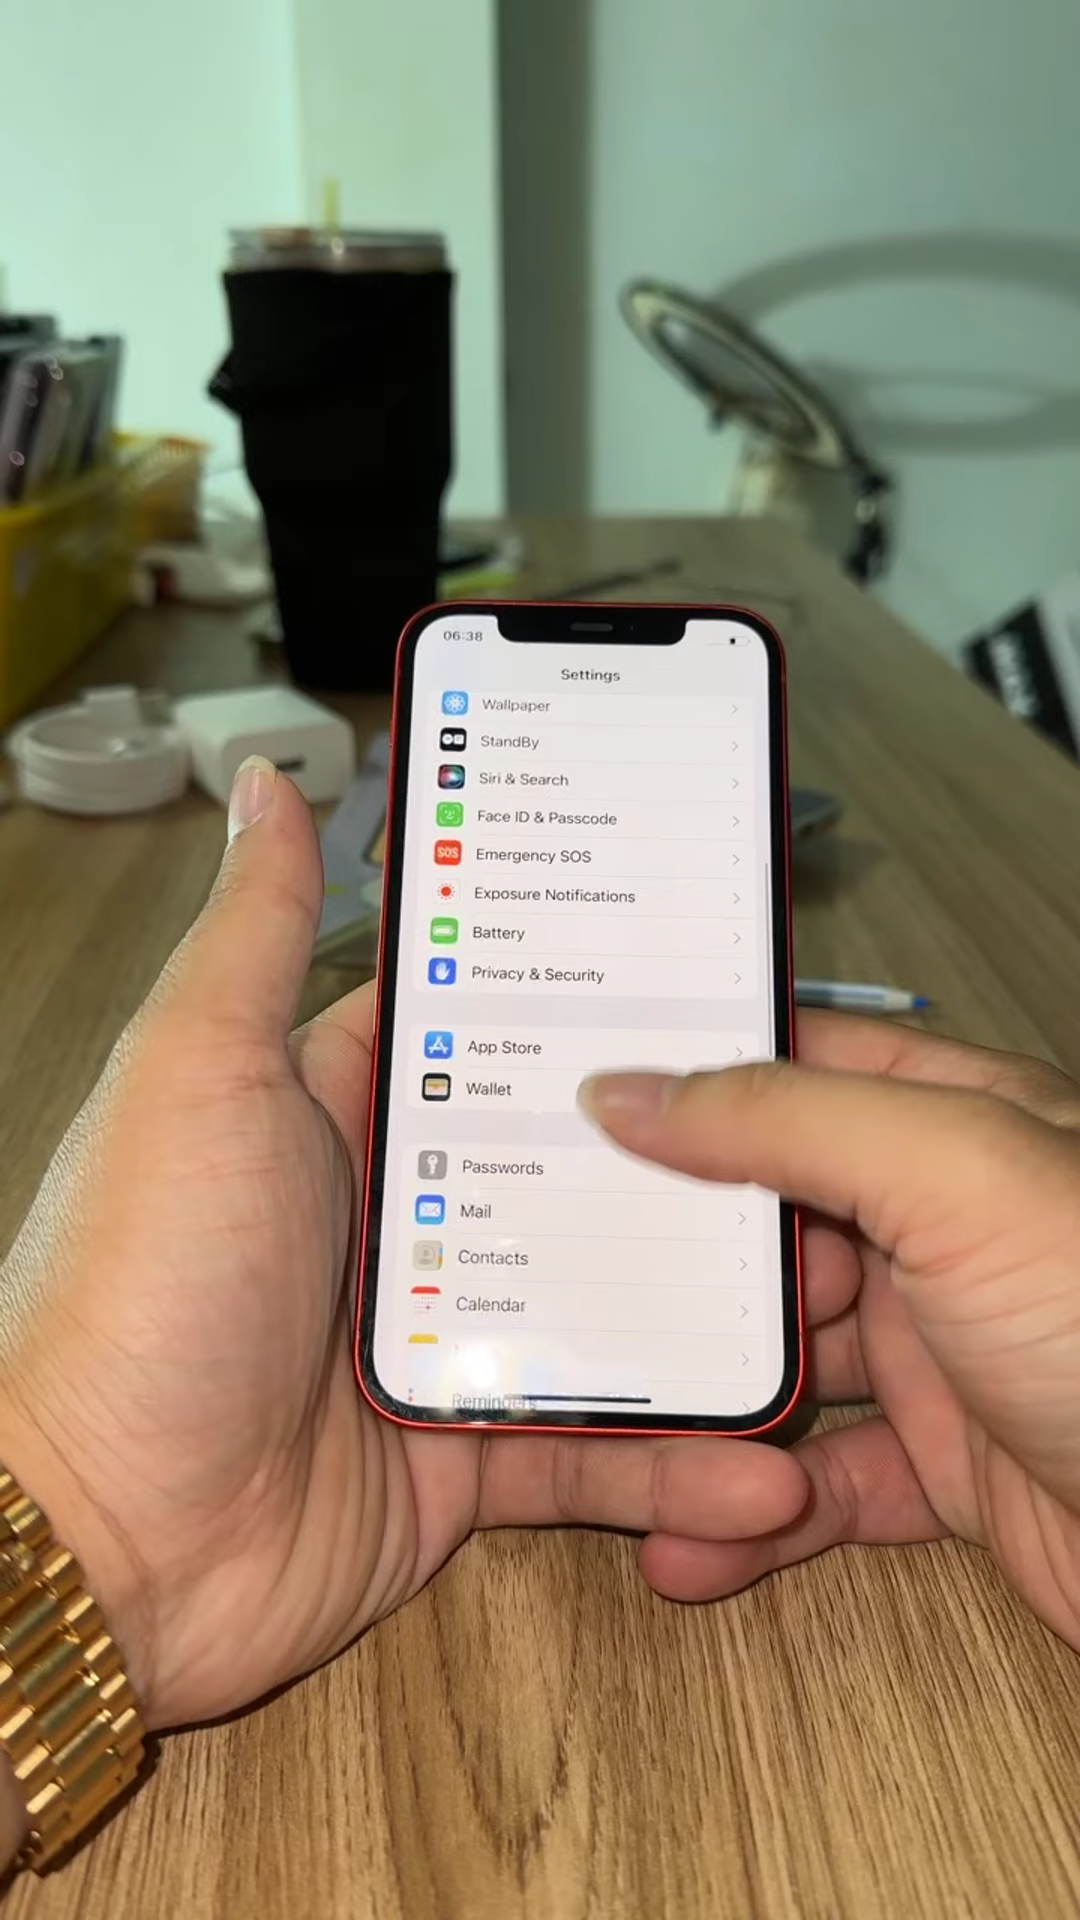 06:38
Settings
Wallpaper
StandBy
Siri & Search
Face ID & Passcode
SOS
Emergency SOS
Exposure Notifications
Battery
Privacy & Security
App Store
Wallet
Passwords
Mail
Contacts
Calendar
Reminders